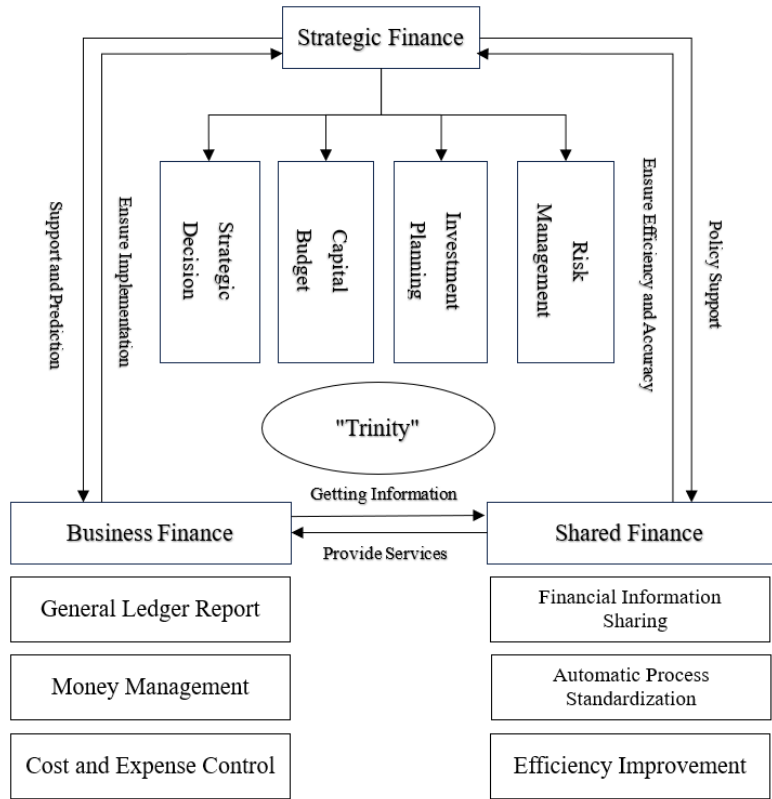 Strategic Finance
Support and Prediction
Ensure Implementation
Strategic
Decision
Capital
Budget
Investment
Planning
Risk
Management
Ensure Efficiency and Accuracy
Policy Support
"Trinity"
Getting Information
Business Finance
Shared Finance
Provide Services
General Ledger Report
Financial Information
Sharing
Money Management
Automatic Process
Standardization
Cost and Expense Control
Efficiency Improvement